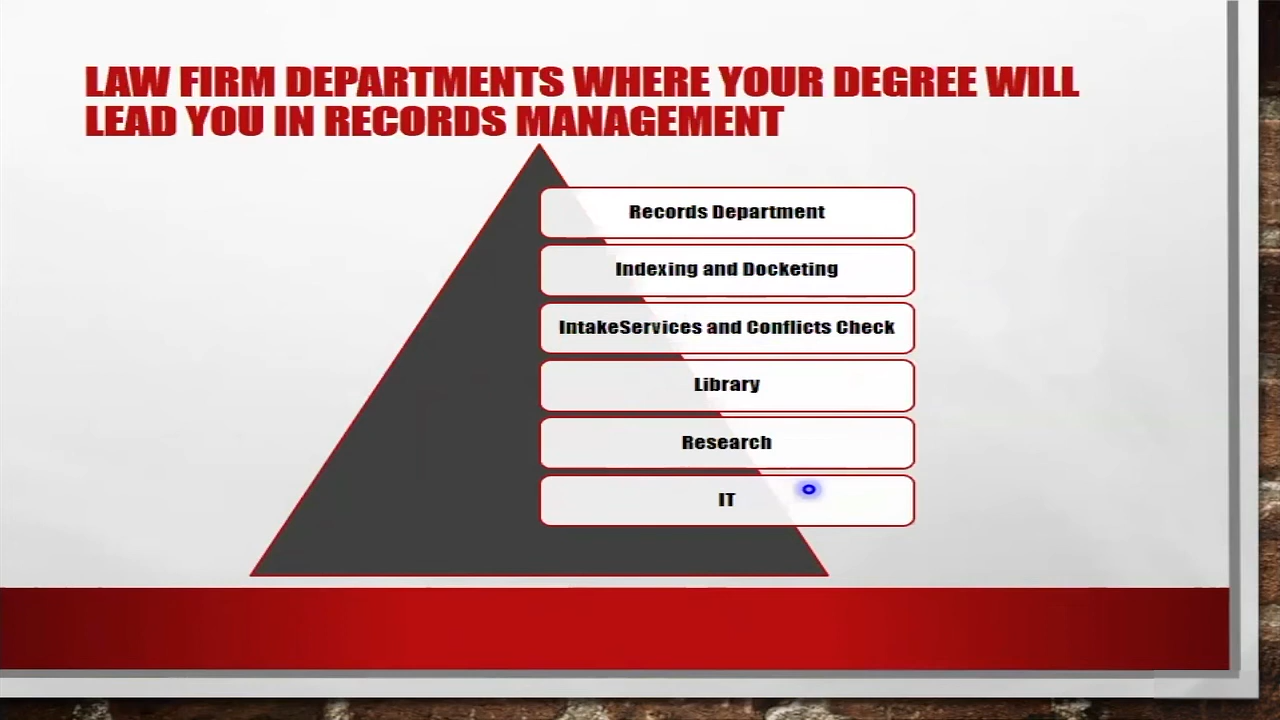 LAW FIRM DEPARTMENTS WHERE YOUR DEGREE WILL
LEAD YOU IN RECORDS MANAGEMENT
Records Department
Indexing and Docketing
IntakeServices and Conflicts Check
Library
Research
IT